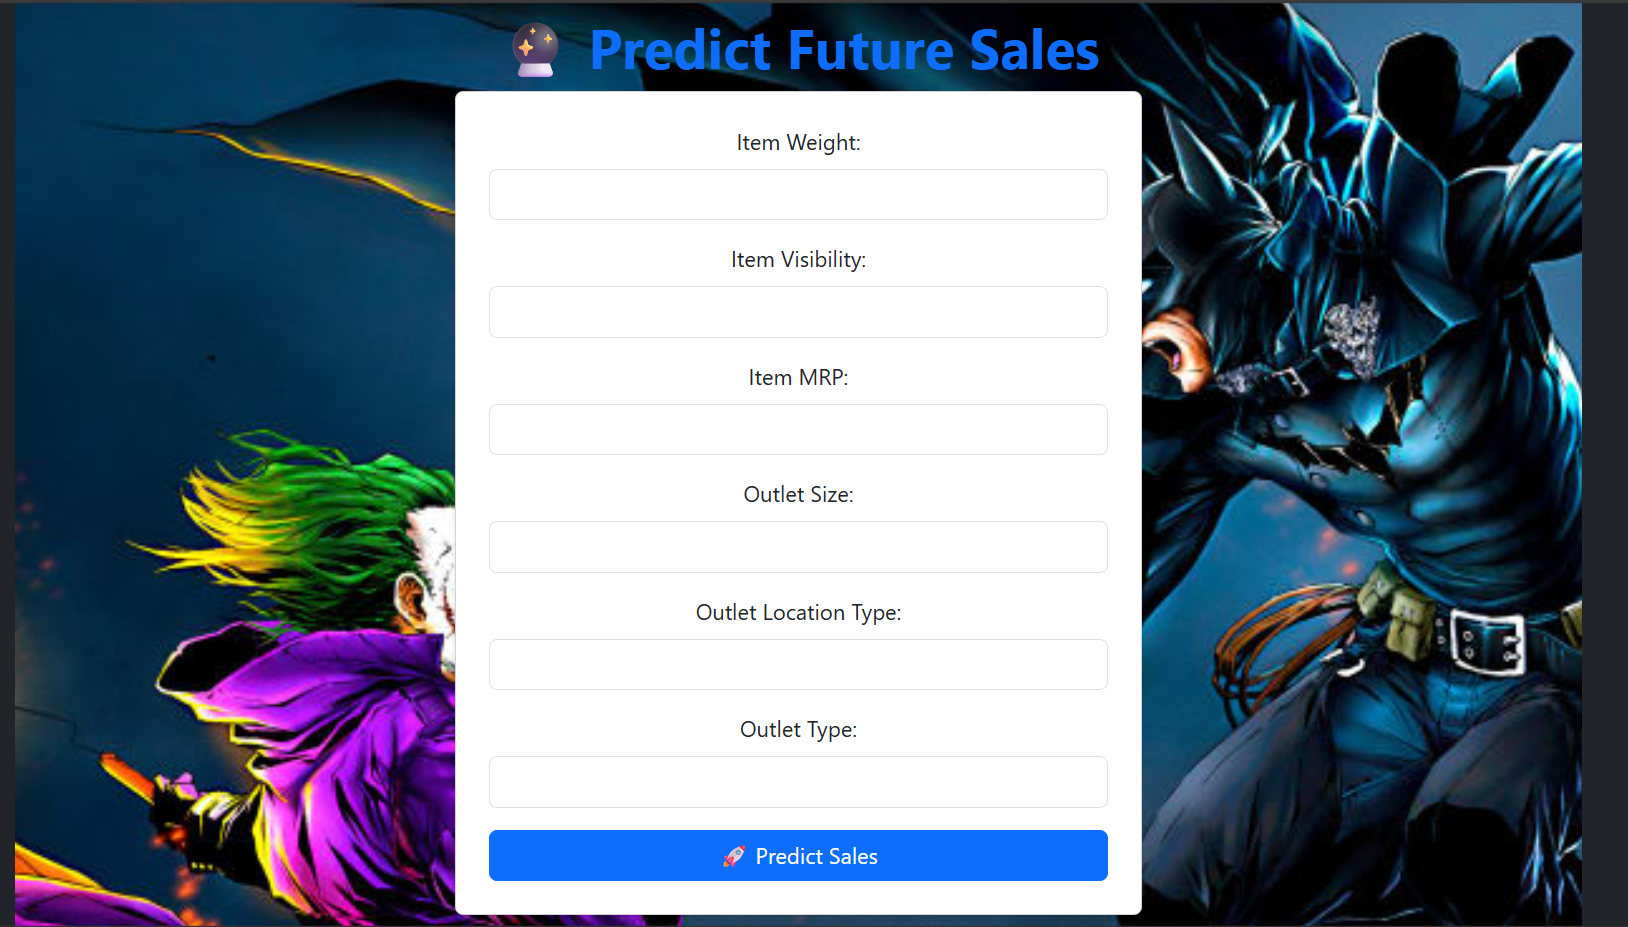 🔮 Predict Future Sales
Item Weight:
Item Visibility:
Item MRP:
Outlet Size:
Outlet Location Type:
Outlet Type:
🚀 Predict Sales